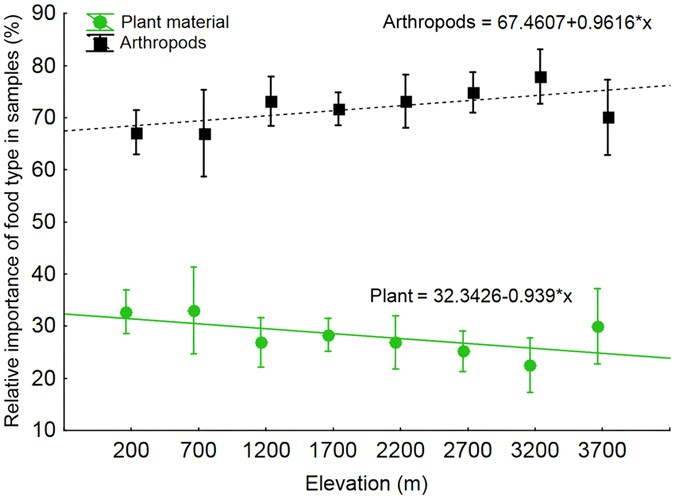 Relative importance of food type in samples (%)
90
80
70
60
50
40
30
20
10
Plant material
Arthropods
Arthropods = 67.4607+0.9616*x
Plant = 32.3426-0.939*x
200 700 1200 1700 2200 2700 3200 3700
Elevation (m)